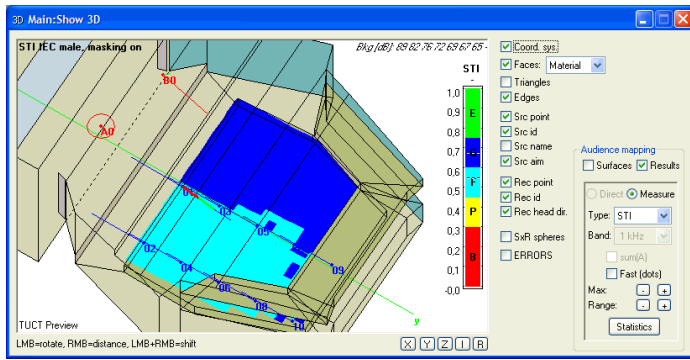 3D Main:Show 3D
STI IEC male, masking on
Bkg [dB]: 89 82 76 72 69 67 65 -
STI
-
1,0
0,9
0,8
0,7
0,6
0,5
0,4
0,3
0,2
0,1
-0,0
E
G
F
P
B
B0
A0
03
05
09
02
04
06
08
10
y
TUCT Preview
LMB=rotate, RMB=distance, LMB+RMB=shift
X Y Z I R
Coord. sys.
Faces: Material
Triangles
Edges
Src point
Src id
Src name
Src aim
Rec point
Rec id
Rec head dir.
SxR spheres
ERRORS
Audience mapping
Surfaces Results
Direct Measure
Type: STI
Band: 1 kHz
sum(A)
Fast (dots)
Max: - +
Range: - +
Statistics